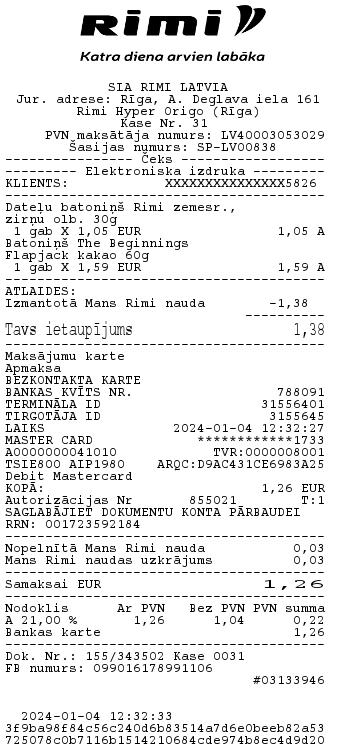 Rimi
Katra diena arvien labāka
SIA RIMI LATVIA
Jur. adrese: Rīga, A. Deglava iela 161
Rimi Hyper Origo (Rīga)
Kase Nr. 31
PVN maksātāja numurs: LV40003053029
Šasijas numurs: SP-LV00838
--------------- Čeks ---------------
--------- Elektroniska izdruka ---------
KLIENTS: XXXXXXXXXXXXXXX5826
----------------------------------------
Dateļu batoniņš Rimi zemesr.,
zirņu olb. 30g
1 gab X 1,05 EUR 1,05 A
Batoniņš The Beginnings
Flapjack kakao 60g
1 gab X 1,59 EUR 1,59 A
----------------------------------------
ATLAIDES:
Izmantotā Mans Rimi nauda -1,38
----------
Tavs ietaupījums 1,38
----------------------------------------
Maksājumu karte
Apmaksa
BEZKONTAKTA KARTE
BANKAS KVĪTS NR. 788091
TERMINĀLA ID 31556401
TIRGOTĀJA ID 3155645
LAIKS 2024-01-04 12:32:27
MASTER CARD ************1733
A0000000041010 TVR:0000008001
TSIE800 AIP1980 ARQC:D9AC431CE6983A25
Debit Mastercard
KOPĀ: 1,26 EUR
Autorizācijas Nr 855021 T:1
SAGLABĀJIET DOKUMENTU KONTA PĀRBAUDEI
RRN: 001723592184
----------------------------------------
Nopelnītā Mans Rimi nauda 0,03
Mans Rimi naudas uzkrājums 0,03
----------------------------------------
Samaksai EUR 1,26
----------------------------------------
Nodoklis Ar PVN Bez PVN PVN summa
A 21,00 % 1,26 1,04 0,22
Bankas karte 1,26
----------------------------------------
Dok. Nr.: 155/343502 Kase 0031
FB numurs: 099016178991106
#03133946
2024-01-04 12:32:33
3f9ba98f84c56c240d6b83514a7d6e0beeb82a53
725078c0b7116b1514210684cde974b8ec4d9d20